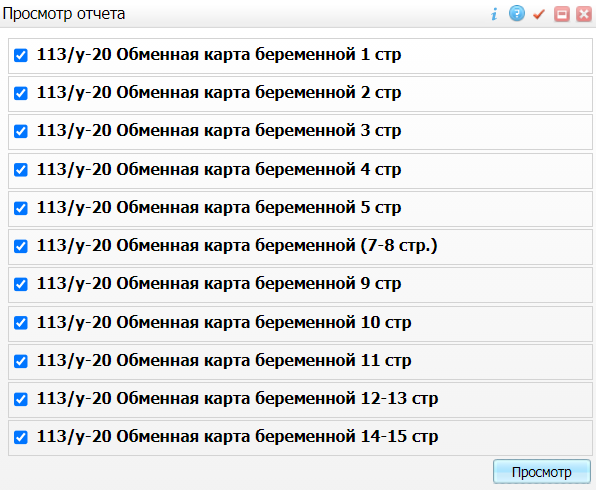 Просмотр отчета
113/у-20 Обменная карта беременной 1 стр
113/у-20 Обменная карта беременной 2 стр
113/у-20 Обменная карта беременной 3 стр
113/у-20 Обменная карта беременной 4 стр
113/у-20 Обменная карта беременной 5 стр
113/у-20 Обменная карта беременной (7-8 стр.)
113/у-20 Обменная карта беременной 9 стр
113/у-20 Обменная карта беременной 10 стр
113/у-20 Обменная карта беременной 11 стр
113/у-20 Обменная карта беременной 12-13 стр
113/у-20 Обменная карта беременной 14-15 стр
Просмотр